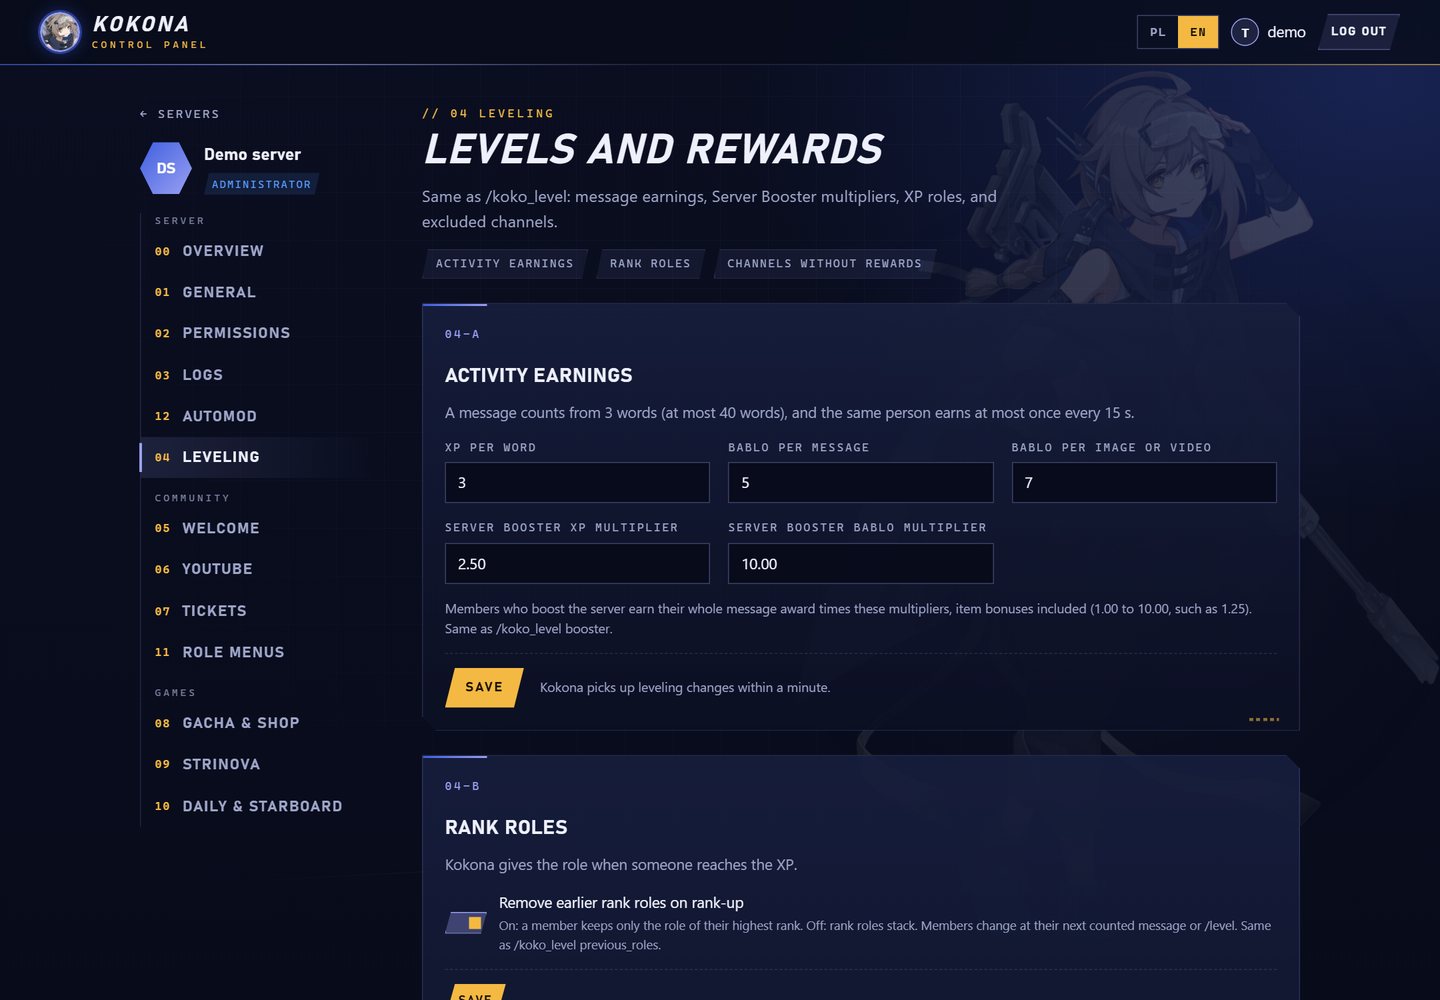 KOKONA
CONTROL PANEL
PL
EN
T
demo
LOG OUT
← SERVERS
DS
Demo server
ADMINISTRATOR
SERVER
00 OVERVIEW
01 GENERAL
02 PERMISSIONS
03 LOGS
12 AUTOMOD
04 LEVELING
COMMUNITY
05 WELCOME
06 YOUTUBE
07 TICKETS
11 ROLE MENUS
GAMES
08 GACHA & SHOP
09 STRINOVA
10 DAILY & STARBOARD
// 04 LEVELING
LEVELS AND REWARDS
Same as /koko_level: message earnings, Server Booster multipliers, XP roles, and
excluded channels.
ACTIVITY EARNINGS
RANK ROLES
CHANNELS WITHOUT REWARDS
04-A
ACTIVITY EARNINGS
A message counts from 3 words (at most 40 words), and the same person earns at most once every 15 s.
XP PER WORD
BABLO PER MESSAGE
BABLO PER IMAGE OR VIDEO
3
5
7
SERVER BOOSTER XP MULTIPLIER
SERVER BOOSTER BABLO MULTIPLIER
2.50
10.00
Members who boost the server earn their whole message award times these multipliers, item bonuses included (1.00 to 10.00, such as 1.25).
Same as /koko_level booster.
SAVE
Kokona picks up leveling changes within a minute.
04-B
RANK ROLES
Kokona gives the role when someone reaches the XP.
Remove earlier rank roles on rank-up
On: a member keeps only the role of their highest rank. Off: rank roles stack. Members change at their next counted message or /level. Same
as /koko_level previous_roles.
SAVE